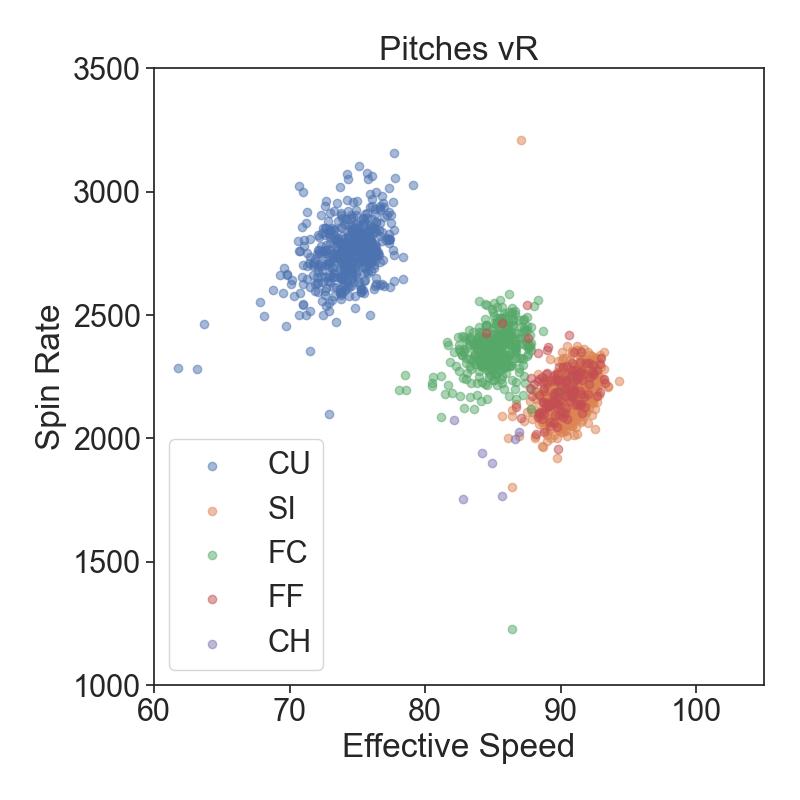 Pitches vR
3500
3000
2500
2000
1500
1000
Spin Rate
CU
SI
FC
FF
CH
60 70 80 90 100
Effective Speed